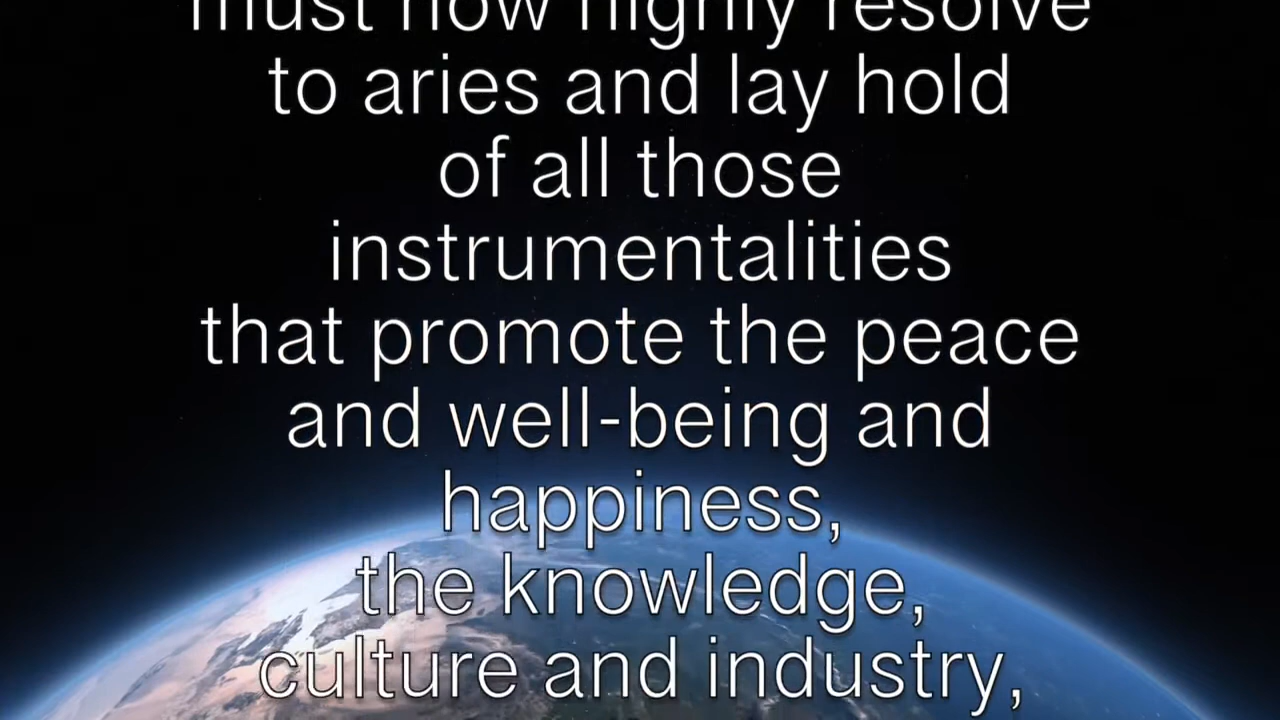 must now highly resolve
to aries and lay hold
of all those
instrumentalities
that promote the peace
and well-being and
happiness,
the knowledge,
culture and industry,